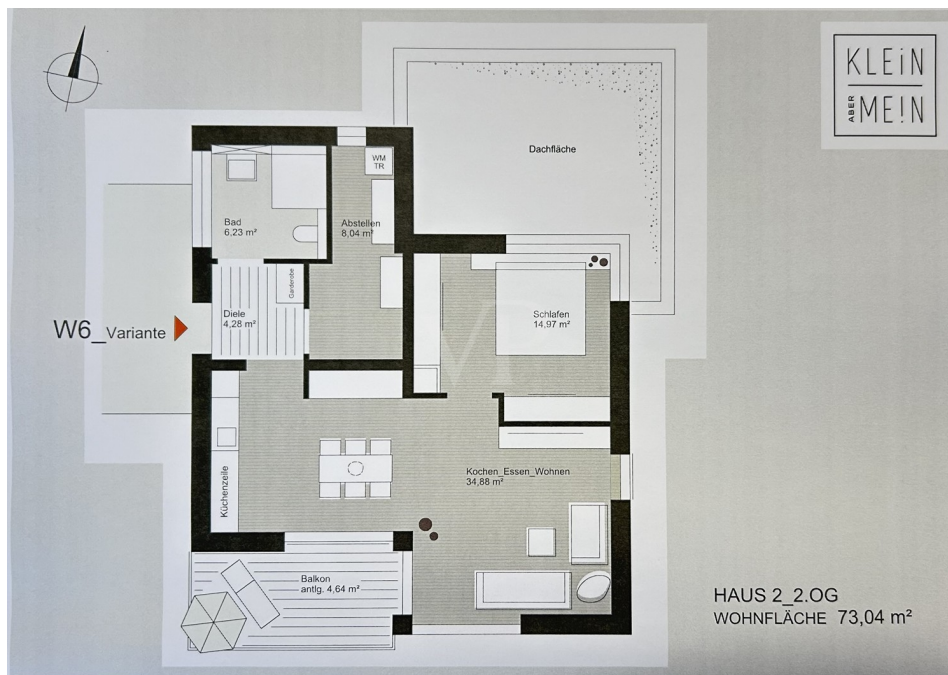 KLEiN
ABER
ME!N
Dachfläche
WM
TR
Bad
6,23 m²
Abstellen
8,04 m²
Garderobe
Diele
4,28 m²
Schlafen
14,97 m²
W6_Variante
VP
Kochen_Essen_Wohnen
34,88 m²
Küchenzeile
Balkon
antlg. 4,64 m²
HAUS 2_2.OG
WOHNFLÄCHE 73,04 m²